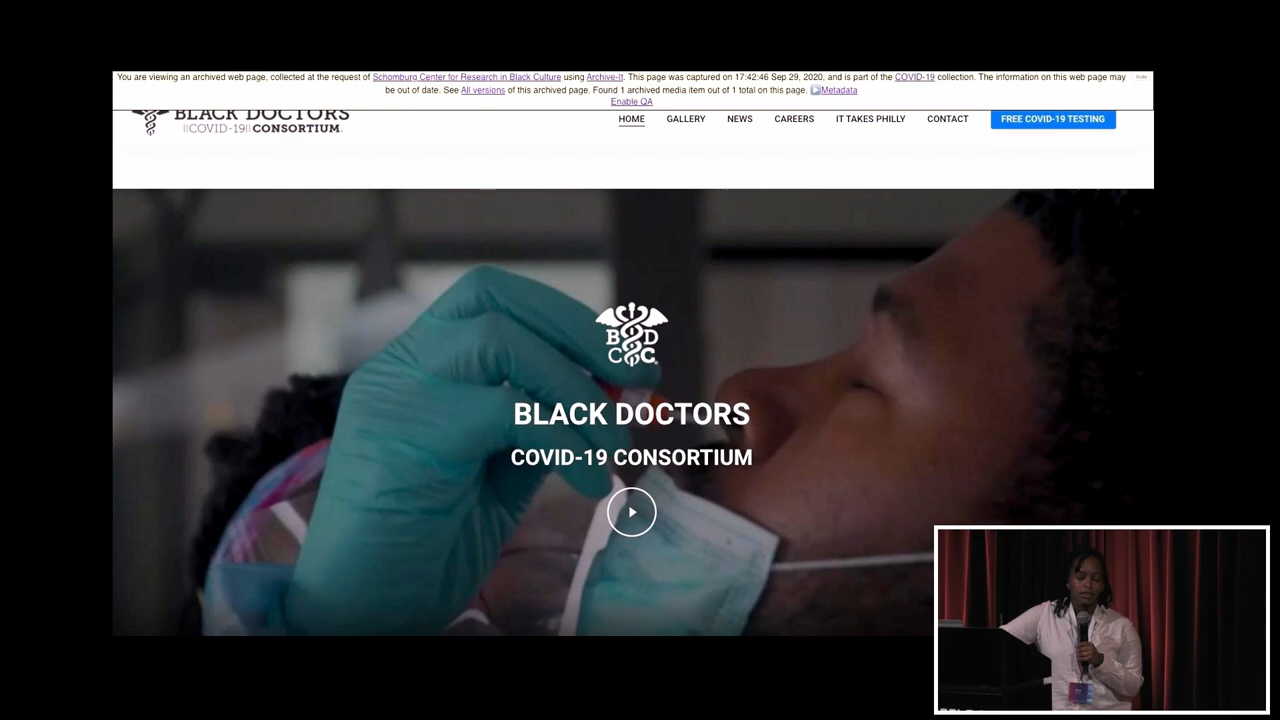 You are viewing an archived web page, collected at the request of Schomburg Center for Research in Black Culture using Archive-It. This page was captured on 17:42:46 Sep 29, 2020, and is part of the COVID-19 collection. The information on this web page may
hide
be out of date. See All versions of this archived page. Found 1 archived media item out of 1 total on this page. Metadata
Enable QA
BLACK DOCTORS
||COVID-19|| CONSORTIUM
HOME GALLERY NEWS CAREERS IT TAKES PHILLY CONTACT FREE COVID-19 TESTING
B D
C C
BLACK DOCTORS
COVID-19 CONSORTIUM